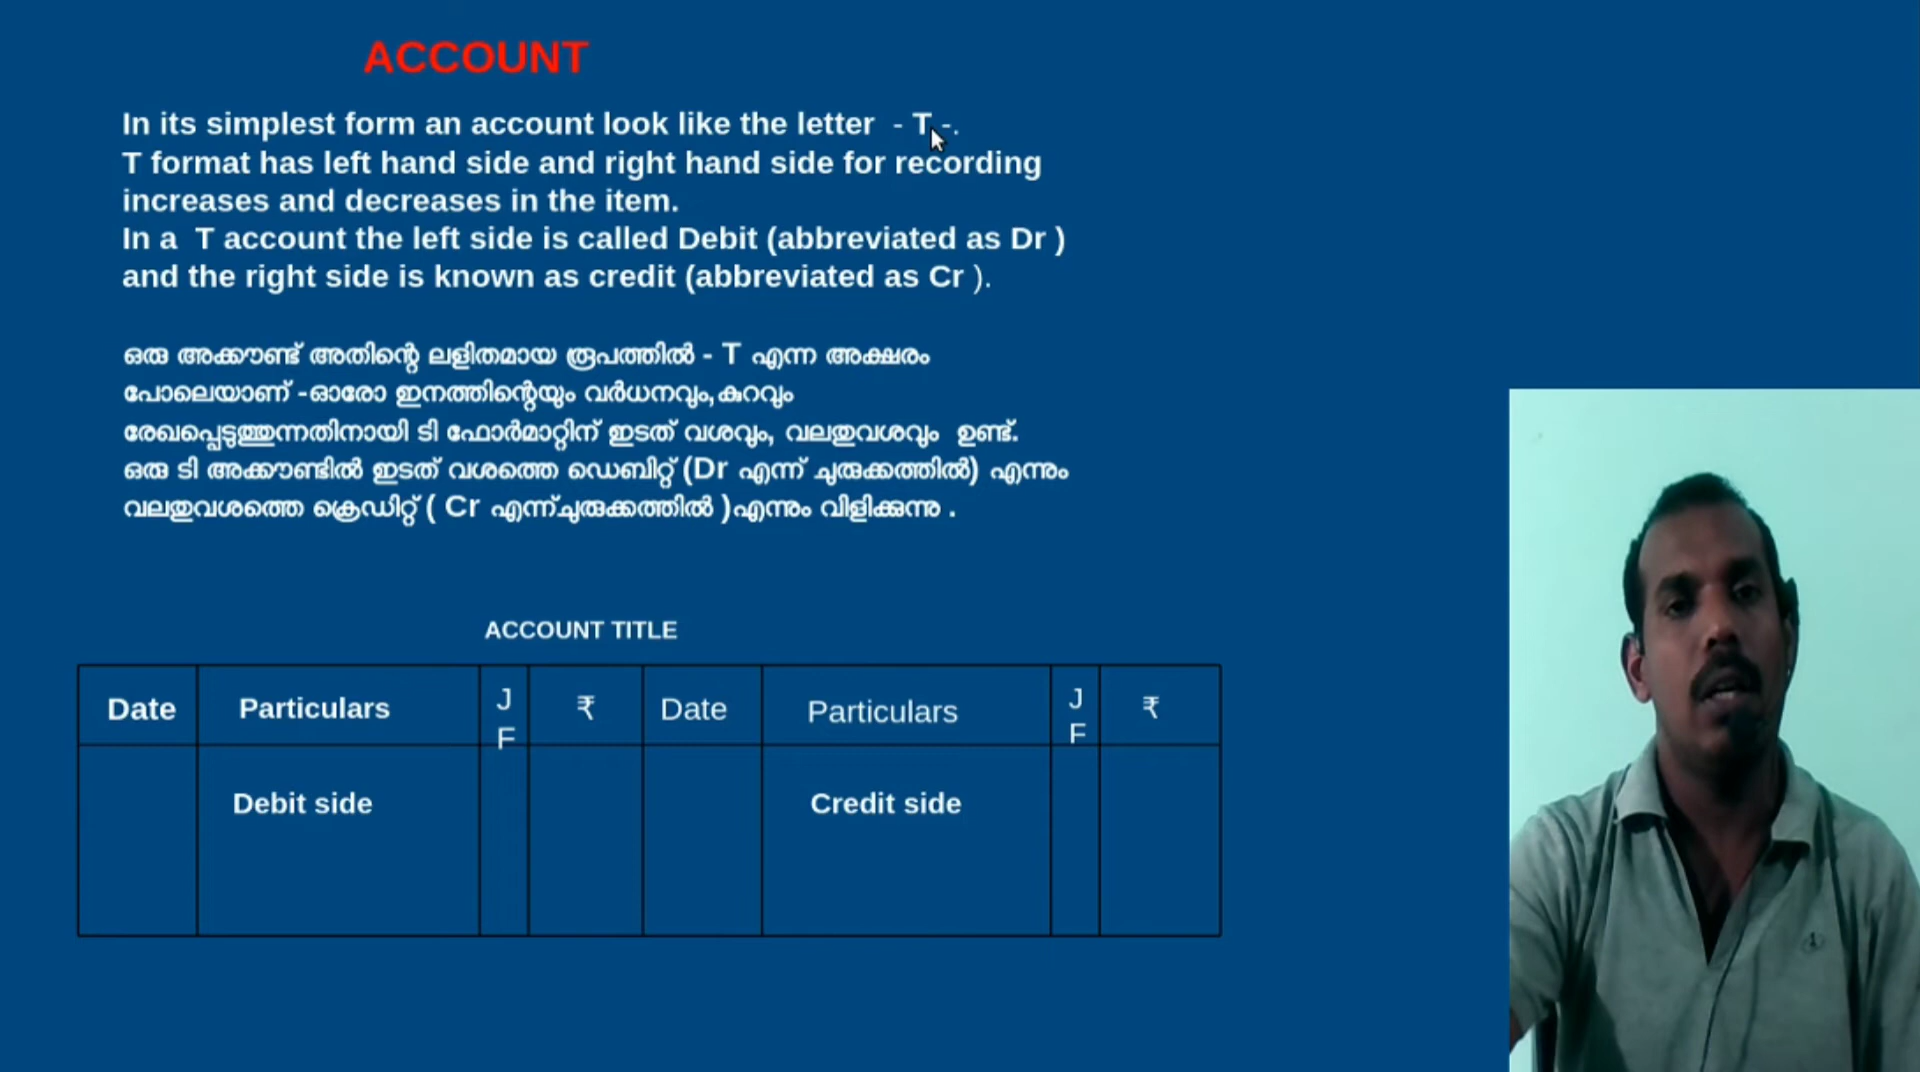 ACCOUNT
In its simplest form an account look like the letter - T -.
T format has left hand side and right hand side for recording
increases and decreases in the item.
In a T account the left side is called Debit (abbreviated as Dr )
and the right side is known as credit (abbreviated as Cr ).
ഒരു അക്കൗണ്ട് അതിന്റെ ലളിതമായ രൂപത്തിൽ - T എന്ന അക്ഷരം
പോലെയാണ് -ഓരോ ഇനത്തിന്റെയും വർധനവും,കുറവും
രേഖപ്പെടുത്തുന്നതിനായി ടി ഫോർമാറ്റിന് ഇടത് വശവും, വലതുവശവും ഉണ്ട്.
ഒരു ടി അക്കൗണ്ടിൽ ഇടത് വശത്തെ ഡെബിറ്റ് (Dr എന്ന് ചുരുക്കത്തിൽ) എന്നും
വലതുവശത്തെ ക്രെഡിറ്റ് ( Cr എന്ന്ചുരുക്കത്തിൽ )എന്നും വിളിക്കുന്നു .
ACCOUNT TITLE
Date Particulars J F ₹ Date Particulars J F ₹
Debit side Credit side